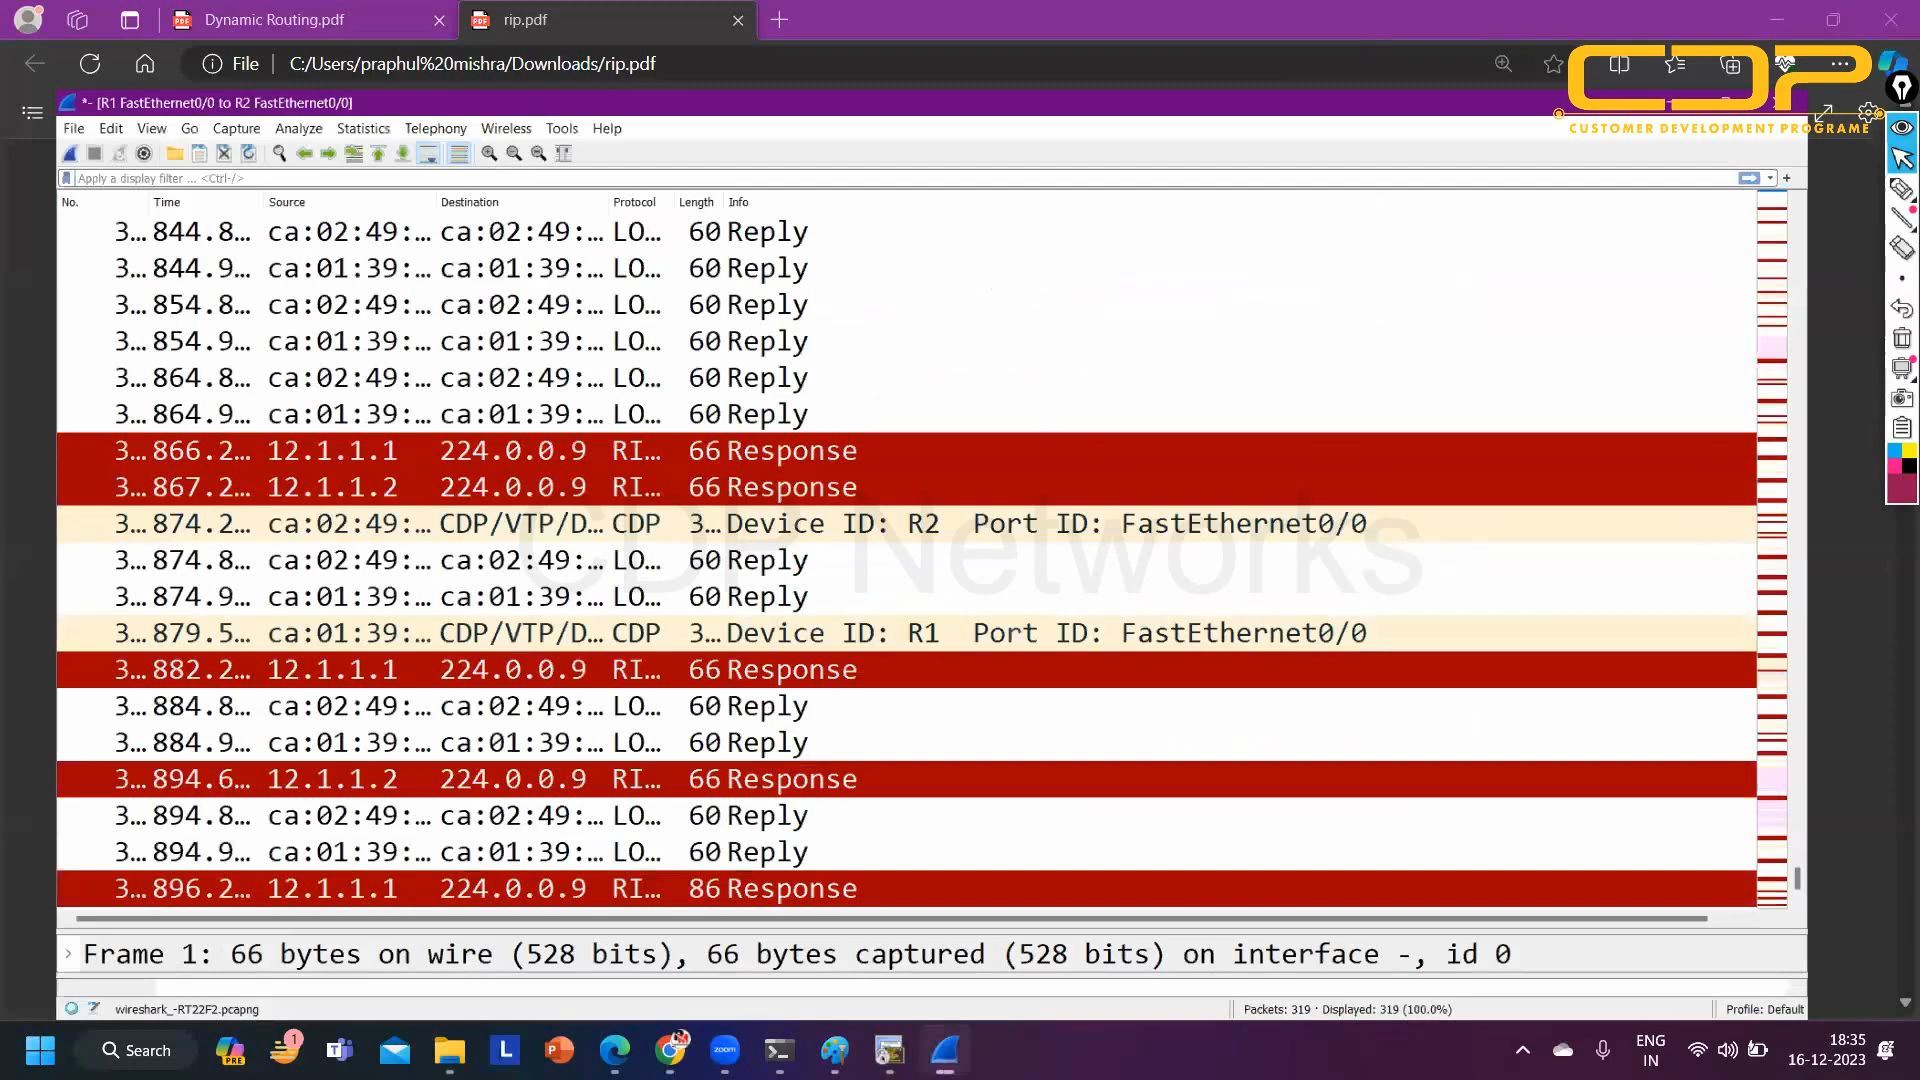 Dynamic Routing.pdf
rip.pdf
File
C:/Users/praphul%20mishra/Downloads/rip.pdf
CDP
CUSTOMER DEVELOPMENT PROGRAME
*- [R1 FastEthernet0/0 to R2 FastEthernet0/0]
File Edit View Go Capture Analyze Statistics Telephony Wireless Tools Help
Apply a display filter ... <Ctrl-/>
No. Time Source Destination Protocol Length Info
3... 844.8... ca:02:49:... ca:02:49:... LO... 60 Reply
3... 844.9... ca:01:39:... ca:01:39:... LO... 60 Reply
3... 854.8... ca:02:49:... ca:02:49:... LO... 60 Reply
3... 854.9... ca:01:39:... ca:01:39:... LO... 60 Reply
3... 864.8... ca:02:49:... ca:02:49:... LO... 60 Reply
3... 864.9... ca:01:39:... ca:01:39:... LO... 60 Reply
3... 866.2... 12.1.1.1 224.0.0.9 RI... 66 Response
3... 867.2... 12.1.1.2 224.0.0.9 RI... 66 Response
3... 874.2... ca:02:49:... CDP/VTP/D... CDP 3... Device ID: R2 Port ID: FastEthernet0/0
CDP Networks
3... 874.8... ca:02:49:... ca:02:49:... LO... 60 Reply
3... 874.9... ca:01:39:... ca:01:39:... LO... 60 Reply
3... 879.5... ca:01:39:... CDP/VTP/D... CDP 3... Device ID: R1 Port ID: FastEthernet0/0
3... 882.2... 12.1.1.1 224.0.0.9 RI... 66 Response
3... 884.8... ca:02:49:... ca:02:49:... LO... 60 Reply
3... 884.9... ca:01:39:... ca:01:39:... LO... 60 Reply
3... 894.6... 12.1.1.2 224.0.0.9 RI... 66 Response
3... 894.8... ca:02:49:... ca:02:49:... LO... 60 Reply
3... 894.9... ca:01:39:... ca:01:39:... LO... 60 Reply
3... 896.2... 12.1.1.1 224.0.0.9 RI... 86 Response
Frame 1: 66 bytes on wire (528 bits), 66 bytes captured (528 bits) on interface -, id 0
wireshark_-RT22F2.pcapng
Packets: 319 · Displayed: 319 (100.0%)
Profile: Default
Search
PRE
1
L
zoom
ENG
IN
18:35
16-12-2023